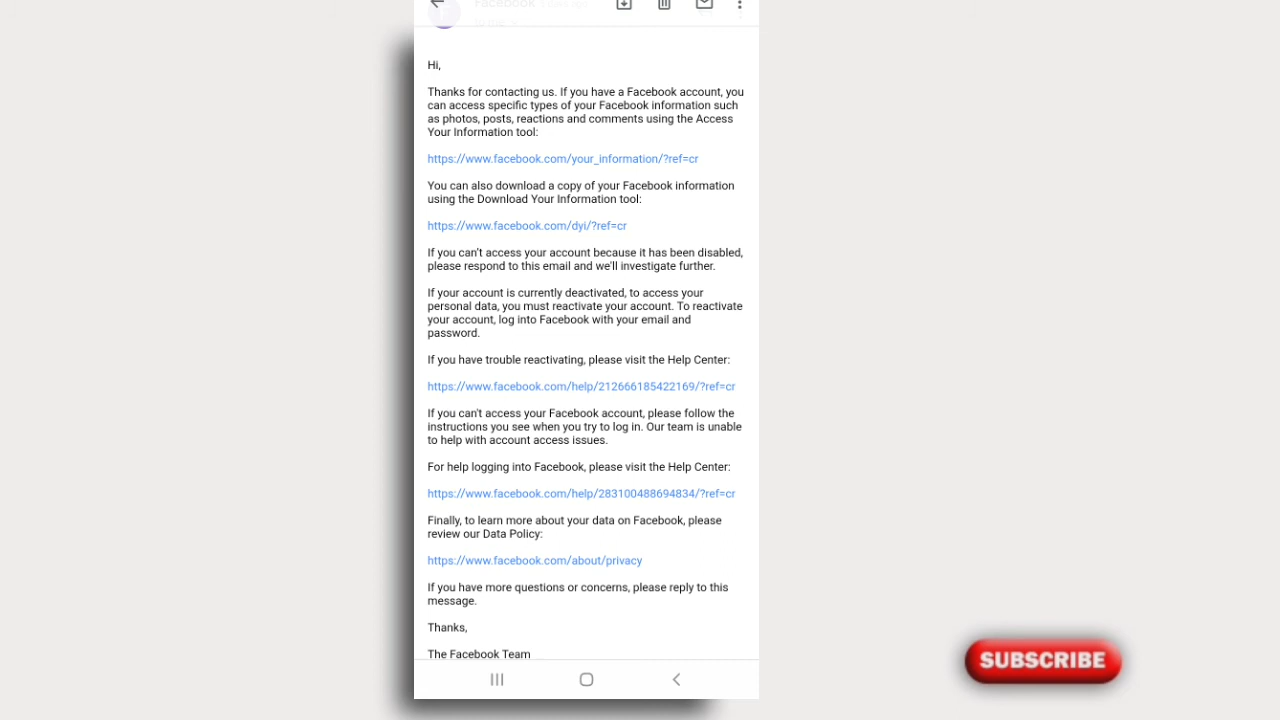 Facebook
Hi,
Thanks for contacting us. If you have a Facebook account, you
can access specific types of your Facebook information such
as photos, posts, reactions and comments using the Access
Your Information tool:
https://www.facebook.com/your_information/?ref=cr
You can also download a copy of your Facebook information
using the Download Your Information tool:
https://www.facebook.com/dyi/?ref=cr
If you can't access your account because it has been disabled,
please respond to this email and we'll investigate further.
If your account is currently deactivated, to access your
personal data, you must reactivate your account. To reactivate
your account, log into Facebook with your email and
password.
If you have trouble reactivating, please visit the Help Center:
https://www.facebook.com/help/212666185422169/?ref=cr
If you can't access your Facebook account, please follow the
instructions you see when you try to log in. Our team is unable
to help with account access issues.
For help logging into Facebook, please visit the Help Center:
https://www.facebook.com/help/283100488694834/?ref=cr
Finally, to learn more about your data on Facebook, please
review our Data Policy:
https://www.facebook.com/about/privacy
If you have more questions or concerns, please reply to this
message.
Thanks,
The Facebook Team
SUBSCRIBE